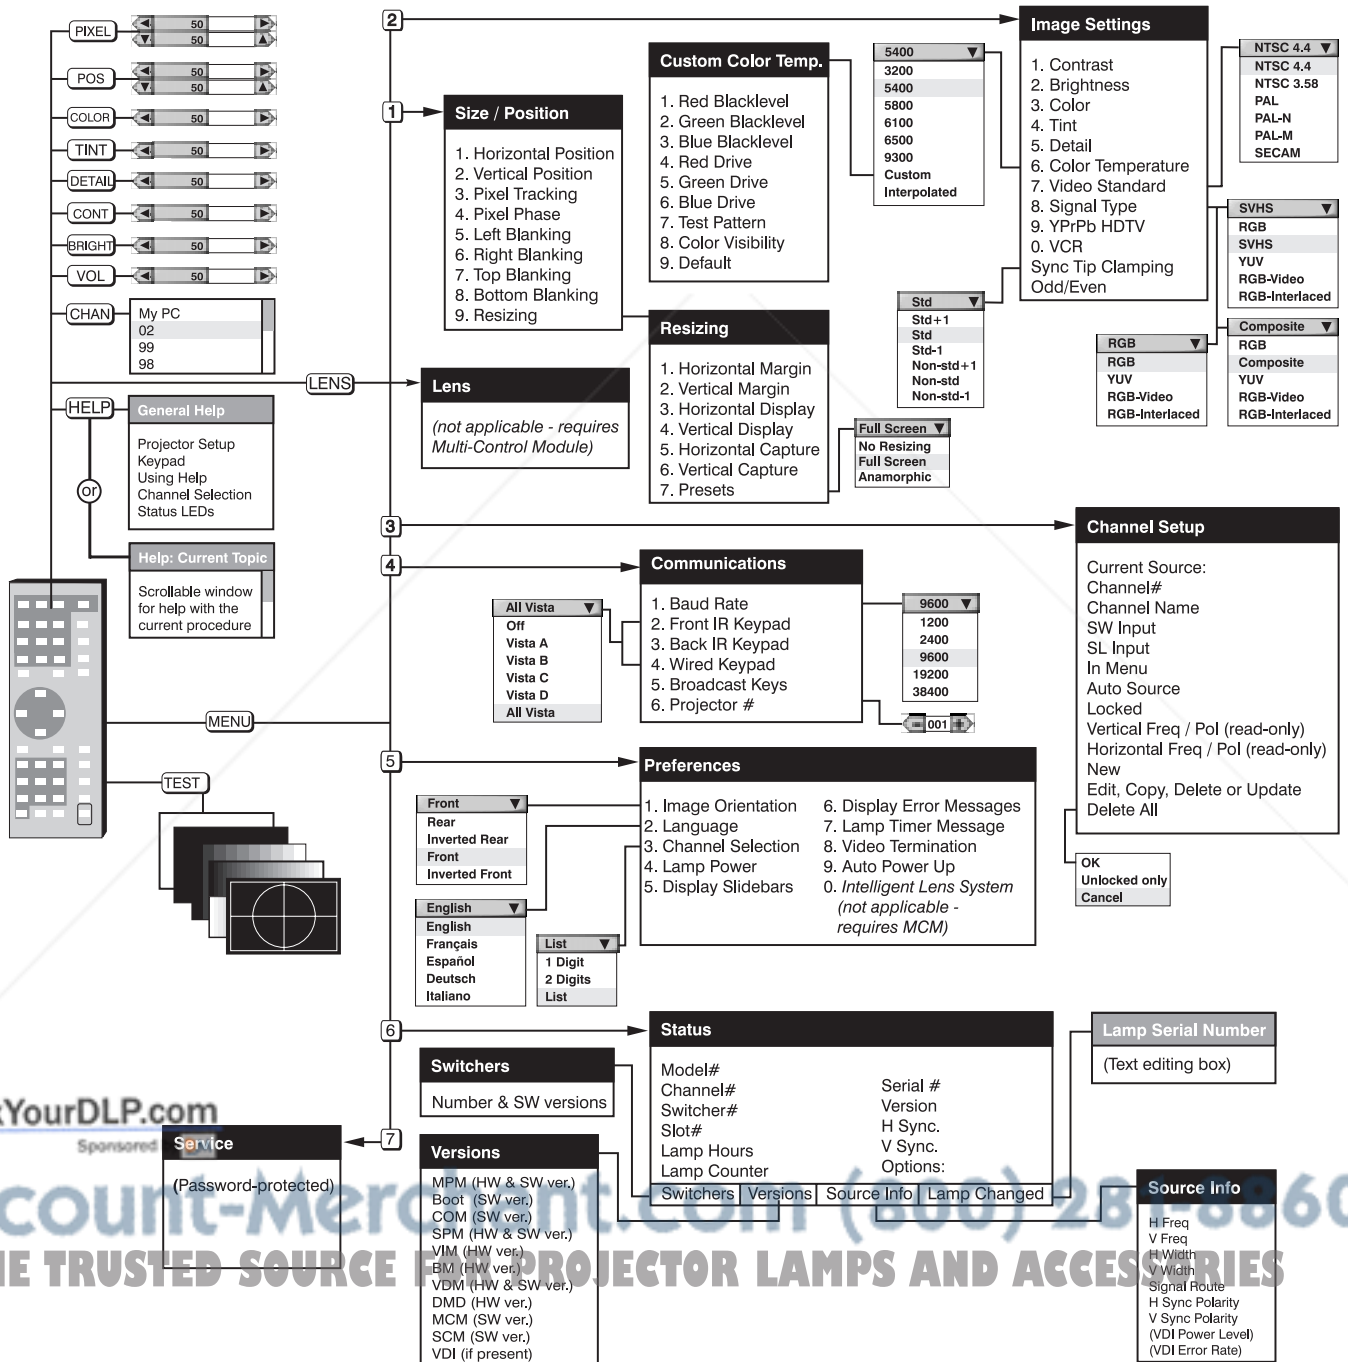 PIXEL
50
50
POS
50
50
COLOR
50
TINT
50
DETAIL
50
CONT
50
BRIGHT
50
VOL
50
CHAN
My PC
02
99
98
HELP
General Help
Projector Setup
Keypad
Using Help
Channel Selection
Status LEDs
or
Help: Current Topic
Scrollable window
for help with the
current procedure
MENU
TEST
LENS
Lens
(not applicable - requires
Multi-Control Module)
1
Size / Position
1. Horizontal Position
2. Vertical Position
3. Pixel Tracking
4. Pixel Phase
5. Left Blanking
6. Right Blanking
7. Top Blanking
8. Bottom Blanking
9. Resizing
Resizing
1. Horizontal Margin
2. Vertical Margin
3. Horizontal Display
4. Vertical Display
5. Horizontal Capture
6. Vertical Capture
7. Presets
Full Screen
No Resizing
Full Screen
Anamorphic
2
Image Settings
1. Contrast
2. Brightness
3. Color
4. Tint
5. Detail
6. Color Temperature
7. Video Standard
8. Signal Type
9. YPrPb HDTV
0. VCR
Sync Tip Clamping
Odd/Even
Custom Color Temp.
1. Red Blacklevel
2. Green Blacklevel
3. Blue Blacklevel
4. Red Drive
5. Green Drive
6. Blue Drive
7. Test Pattern
8. Color Visibility
9. Default
5400
3200
5400
5800
6100
6500
9300
Custom
Interpolated
NTSC 4.4
NTSC 4.4
NTSC 3.58
PAL
PAL-N
PAL-M
SECAM
SVHS
RGB
SVHS
YUV
RGB-Video
RGB-Interlaced
Std
Std+1
Std
Std-1
Non-std+1
Non-std
Non-std-1
RGB
RGB
YUV
RGB-Video
RGB-Interlaced
Composite
RGB
Composite
YUV
RGB-Video
RGB-Interlaced
3
Channel Setup
Current Source:
Channel#
Channel Name
SW Input
SL Input
In Menu
Auto Source
Locked
Vertical Freq / Pol (read-only)
Horizontal Freq / Pol (read-only)
New
Edit, Copy, Delete or Update
Delete All
OK
Unlocked only
Cancel
4
Communications
1. Baud Rate
2. Front IR Keypad
3. Back IR Keypad
4. Wired Keypad
5. Broadcast Keys
6. Projector #
All Vista
Off
Vista A
Vista B
Vista C
Vista D
All Vista
9600
1200
2400
9600
19200
38400
001
5
Preferences
1. Image Orientation
2. Language
3. Channel Selection
4. Lamp Power
5. Display Slidebars
6. Display Error Messages
7. Lamp Timer Message
8. Video Termination
9. Auto Power Up
0. Intelligent Lens System
(not applicable -
requires MCM)
Front
Rear
Inverted Rear
Front
Inverted Front
English
English
Français
Español
Deutsch
Italiano
List
1 Digit
2 Digits
List
6
Status
Model#
Channel#
Switcher#
Slot#
Lamp Hours
Lamp Counter
Serial #
Version
H Sync.
V Sync.
Options:
Switchers
Versions
Source Info
Lamp Changed
Lamp Serial Number
(Text editing box)
Switchers
Number & SW versions
Versions
MPM (HW & SW ver.)
Boot (SW ver.)
COM (SW ver.)
SPM (HW & SW ver.)
VIM (HW ver.)
BM (HW ver.)
VDM (HW & SW ver.)
DMD (HW ver.)
MCM (SW ver.)
SCM (SW ver.)
VDI (if present)
Source Info
H Freq
V Freq
H Width
V Width
Signal Route
H Sync Polarity
V Sync Polarity
(VDI Power Level)
(VDI Error Rate)
7
Service
(Password-protected)
kYourDLP.com
Sponsored
count-Merchant.com (800) 281-8860
HE TRUSTED SOURCE FOR PROJECTOR LAMPS AND ACCESSORIES